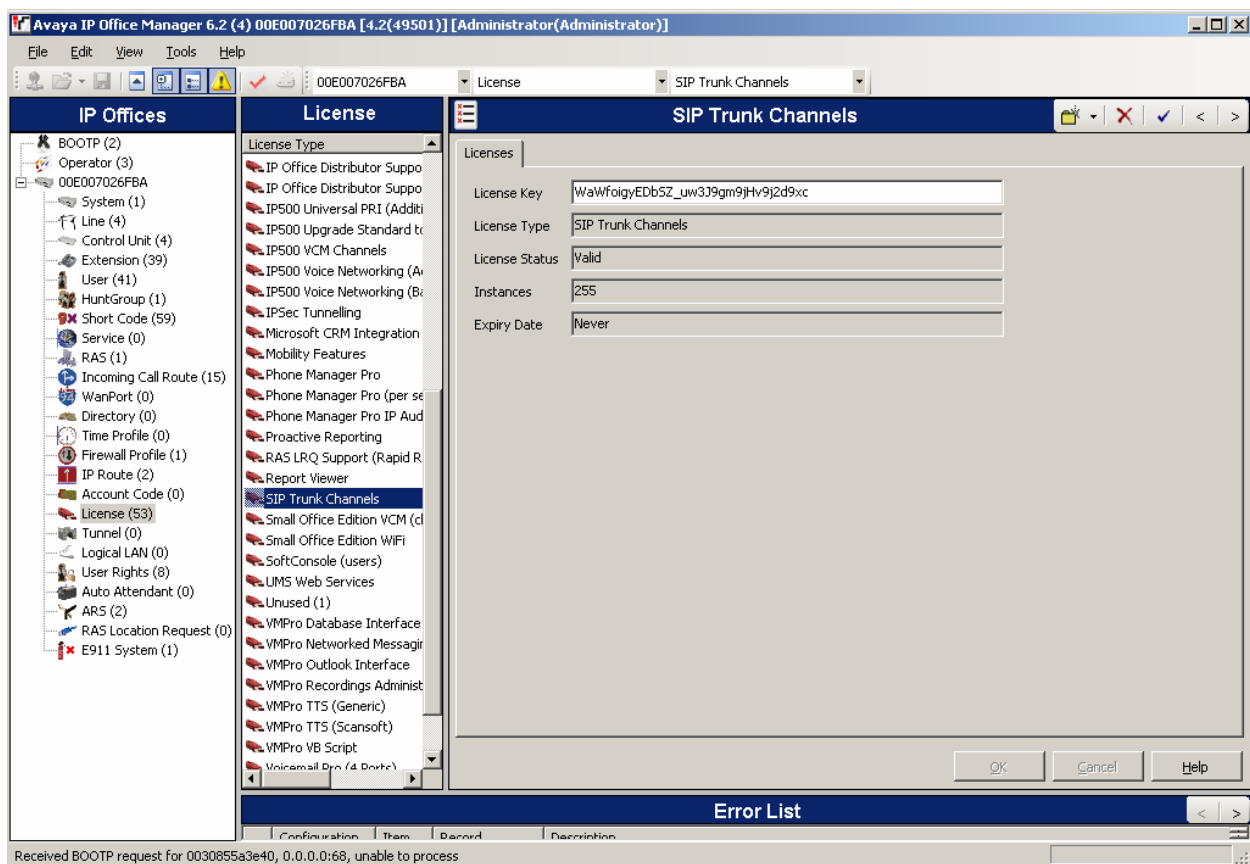 Avaya IP Office Manager 6.2 (4) 00E007026FBA [4.2(49501)] [Administrator(Administrator)]
File Edit View Tools Help
00E007026FBA License SIP Trunk Channels
IP Offices
BOOTP (2)
Operator (3)
00E007026FBA
System (1)
Line (4)
Control Unit (4)
Extension (39)
User (41)
HuntGroup (1)
Short Code (59)
Service (0)
RAS (1)
Incoming Call Route (15)
WanPort (0)
Directory (0)
Time Profile (0)
Firewall Profile (1)
IP Route (2)
Account Code (0)
License (53)
Tunnel (0)
Logical LAN (0)
User Rights (8)
Auto Attendant (0)
ARS (2)
RAS Location Request (0)
E911 System (1)
License
License Type
IP Office Distributor Suppo
IP Office Distributor Suppo
IP500 Universal PRI (Additi
IP500 Upgrade Standard to
IP500 VCM Channels
IP500 Voice Networking (A
IP500 Voice Networking (Ba
IPSec Tunnelling
Microsoft CRM Integration
Mobility Features
Phone Manager Pro
Phone Manager Pro (per se
Phone Manager Pro IP Aud
Proactive Reporting
RAS LRQ Support (Rapid R
Report Viewer
SIP Trunk Channels
Small Office Edition VCM (cl
Small Office Edition WiFi
SoftConsole (users)
UMS Web Services
Unused (1)
VMPro Database Interface
VMPro Networked Messagin
VMPro Outlook Interface
VMPro Recordings Administ
VMPro TTS (Generic)
VMPro TTS (Scansoft)
VMPro VB Script
Voicemail Pro (4 Ports)
SIP Trunk Channels
Licenses
License Key WaWfoigyEDbSZ_uw3J9gm9jHv9j2d9xc
License Type SIP Trunk Channels
License Status Valid
Instances 255
Expiry Date Never
OK Cancel Help
Error List
Configuration Item Record Description
Received BOOTP request for 0030855a3e40, 0.0.0.0:68, unable to process